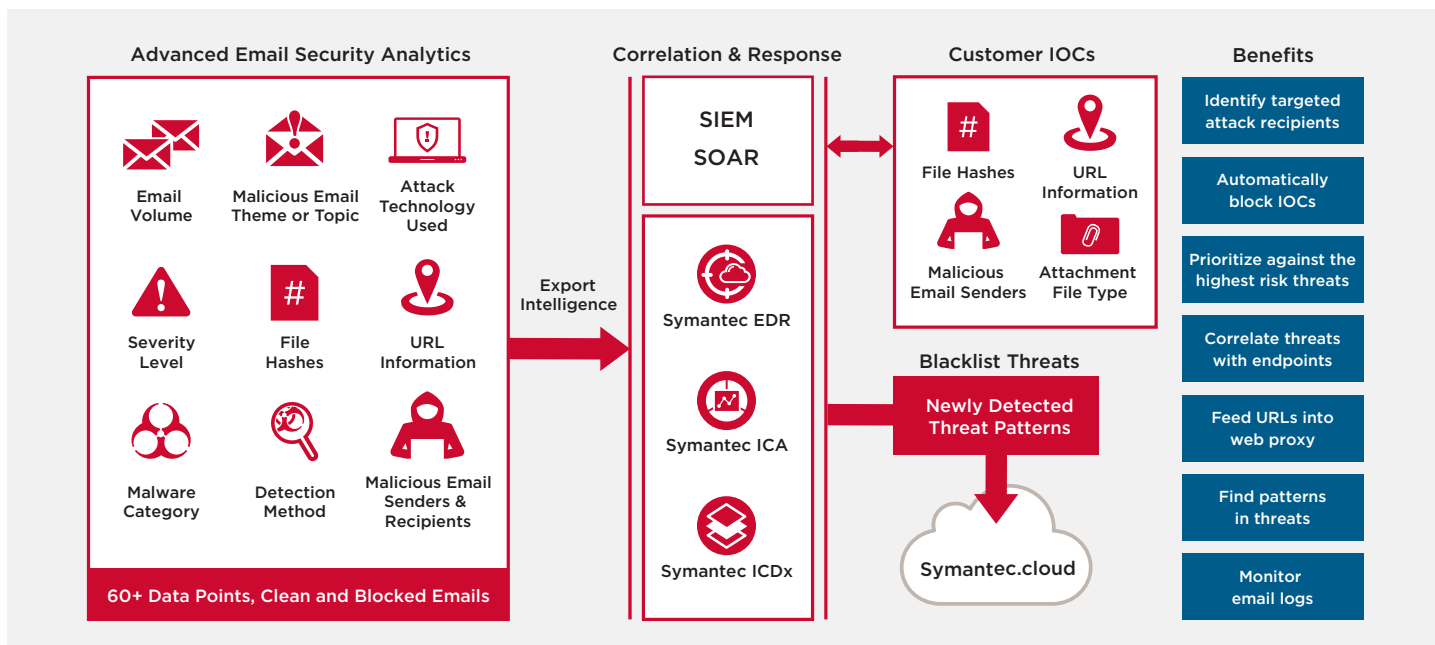 Advanced Email Security Analytics
Email
Volume
Malicious Email
Theme or Topic
Attack
Technology
Used
Severity
Level
#
File
Hashes
URL
Information
Malware
Category
Detection
Method
Malicious Email
Senders &
Recipients
60+ Data Points, Clean and Blocked Emails
Export
Intelligence
Correlation & Response
SIEM
SOAR
Symantec EDR
Symantec ICA
Symantec ICDx
Customer IOCs
#
File Hashes
URL
Information
Malicious
Email Senders
Attachment
File Type
Blacklist Threats
Newly Detected
Threat Patterns
Symantec.cloud
Benefits
Identify targeted
attack recipients
Automatically
block IOCs
Prioritize against the
highest risk threats
Correlate threats
with endpoints
Feed URLs into
web proxy
Find patterns
in threats
Monitor
email logs